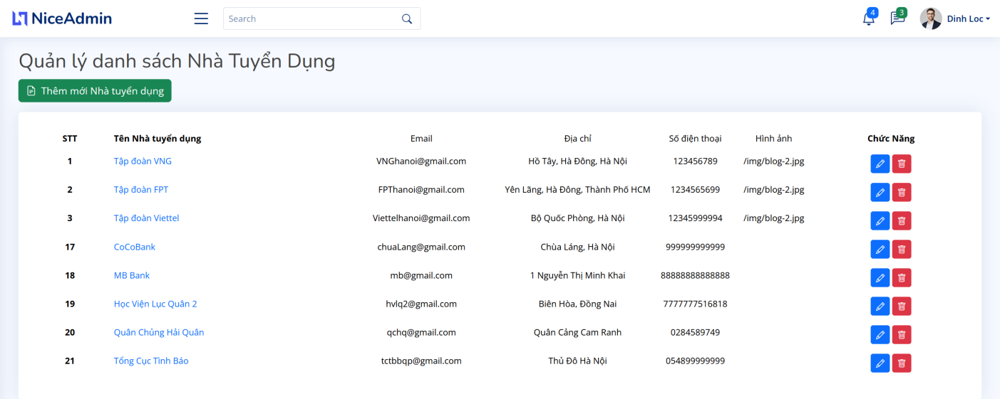 NiceAdmin
Search
4
3
Dinh Loc
Quản lý danh sách Nhà Tuyển Dụng
Thêm mới Nhà tuyển dụng
STT Tên Nhà tuyển dụng Email Địa chỉ Số điện thoại Hình ảnh Chức Năng
1 Tập đoàn VNG VNGhanoi@gmail.com Hồ Tây, Hà Đông, Hà Nội 123456789 /img/blog-2.jpg
2 Tập đoàn FPT FPThanoi@gmail.com Yên Lãng, Hà Đông, Thành Phố HCM 1234565699 /img/blog-2.jpg
3 Tập đoàn Viettel Viettelhanoi@gmail.com Bộ Quốc Phòng, Hà Nội 12345999994 /img/blog-2.jpg
17 CoCoBank chuaLang@gmail.com Chùa Láng, Hà Nội 999999999999
18 MB Bank mb@gmail.com 1 Nguyễn Thị Minh Khai 88888888888888
19 Học Viện Lục Quân 2 hvlq2@gmail.com Biên Hòa, Đồng Nai 7777777516818
20 Quân Chủng Hải Quân qchq@gmail.com Quân Cảng Cam Ranh 0284589749
21 Tổng Cục Tình Báo tctbbqp@gmail.com Thủ Đô Hà Nội 054899999999